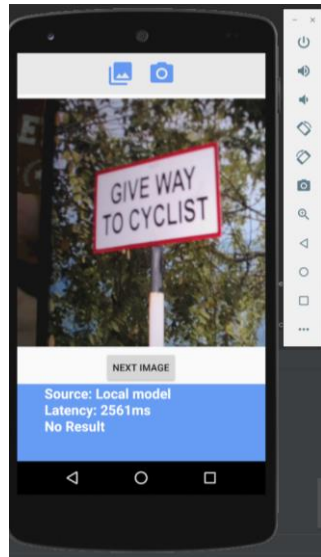 GIVE WAY
TO CYCLIST
NEXT IMAGE
Source: Local model
Latency: 2561ms
No Result